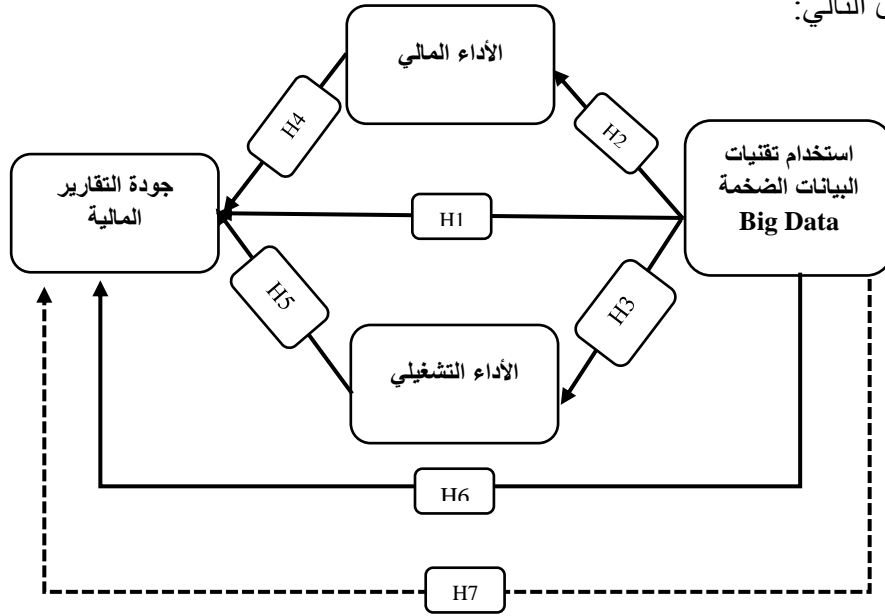 التالي:
الأداء المالي
H4
H2
استخدام تقنيات
البيانات الضخمة
Big Data
جودة التقارير
المالية
H1
H5
H3
الأداء التشغيلي
H6
H7